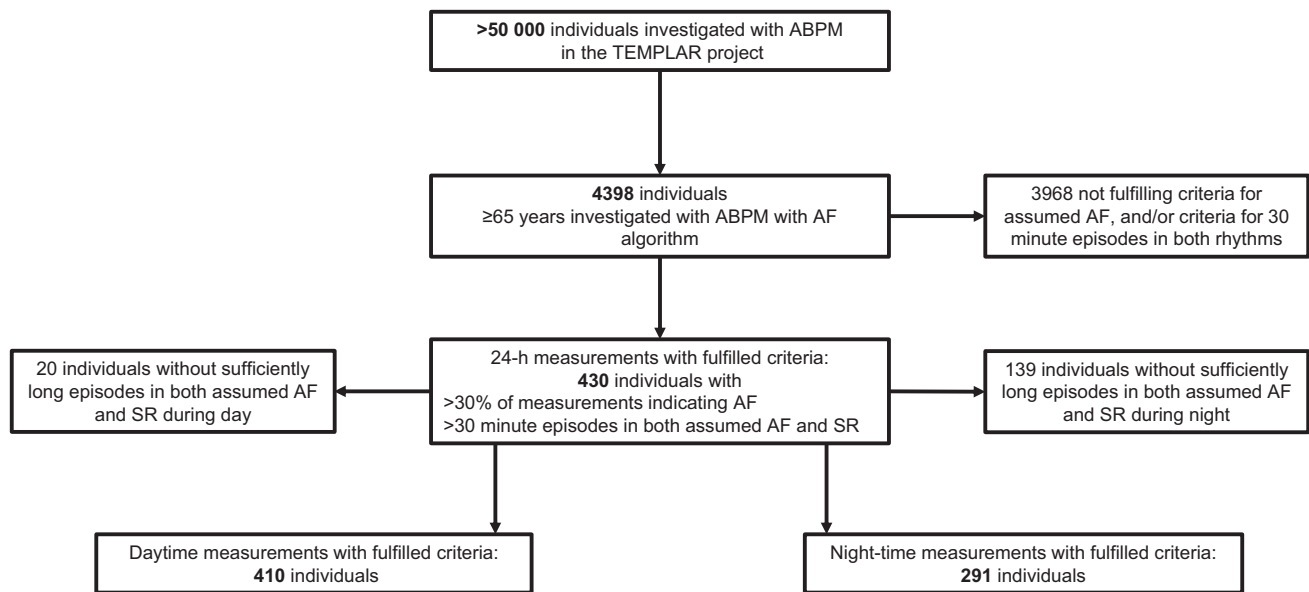 >50 000 individuals investigated with ABPM
in the TEMPLAR project
4398 individuals
≥65 years investigated with ABPM with AF
algorithm
3968 not fulfilling criteria for
assumed AF, and/or criteria for 30
minute episodes in both rhythms
20 individuals without sufficiently
long episodes in both assumed AF
and SR during day
24-h measurements with fulfilled criteria:
430 individuals with
>30% of measurements indicating AF
>30 minute episodes in both assumed AF and SR
139 individuals without sufficiently
long episodes in both assumed AF
and SR during night
Daytime measurements with fulfilled criteria:
410 individuals
Night-time measurements with fulfilled criteria:
291 individuals